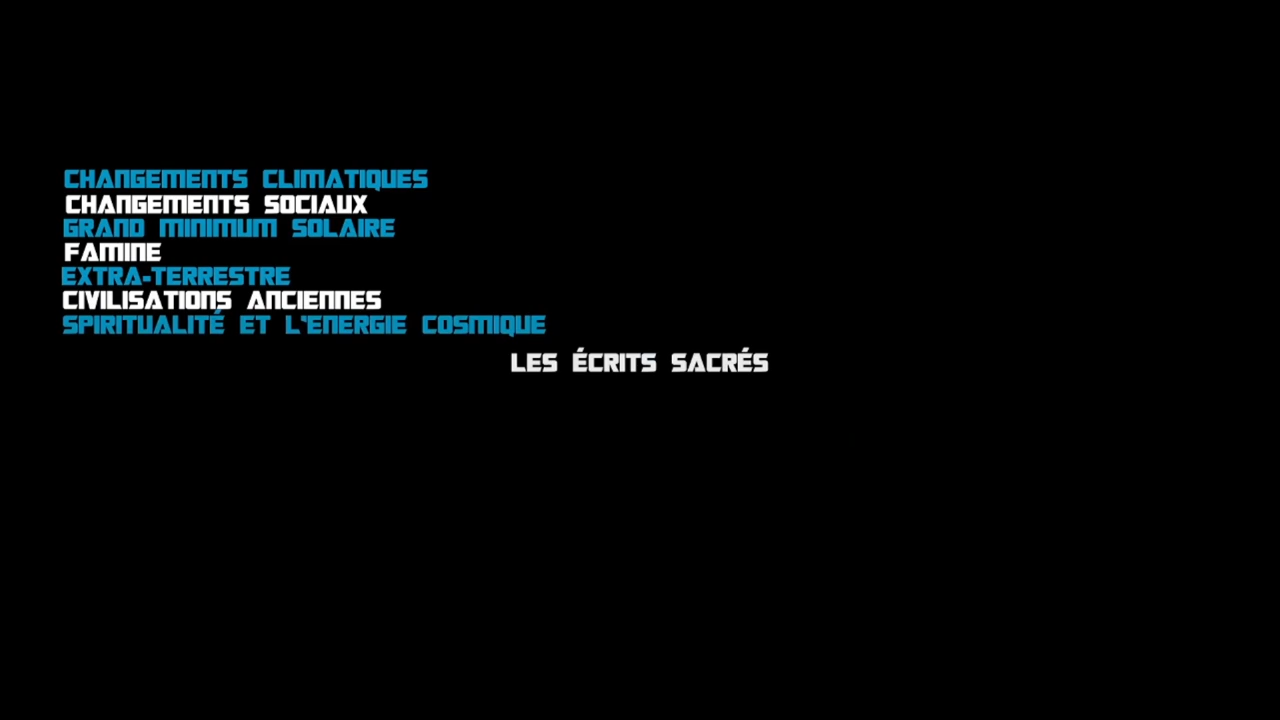 CHANGEMENTS CLIMATIQUES
CHANGEMENTS SOCIAUX
GRAND MINIMUM SOLAIRE
FAMINE
EXTRA-TERRESTRE
CIVILISATIONS ANCIENNES
SPIRITUALITÉ ET L'ENERGIE COSMIQUE
LES ÉCRITS SACRÉS